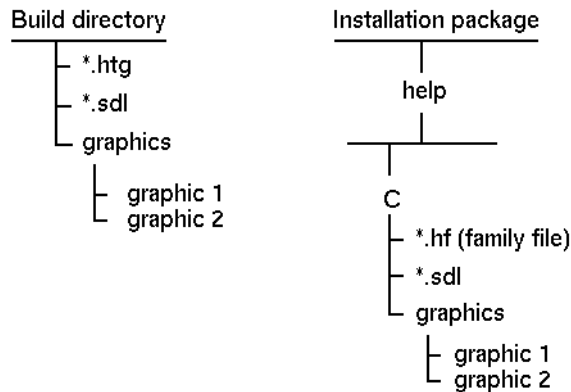 Build directory
*.htg
*.sdl
graphics
graphic 1
graphic 2
Installation package
help
C
*.hf (family file)
*.sdl
graphics
graphic 1
graphic 2